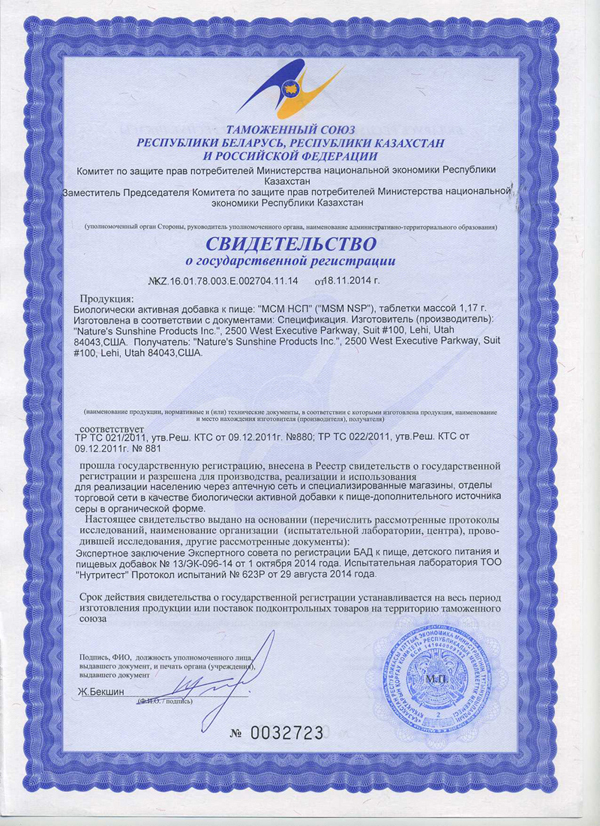 ТАМОЖЕННЫЙ СОЮЗ
РЕСПУБЛИКИ БЕЛАРУСЬ, РЕСПУБЛИКИ КАЗАХСТАН
И РОССИЙСКОЙ ФЕДЕРАЦИИ
Комитет по защите прав потребителей Министерства национальной экономики Республики
Казахстан
Заместитель Председателя Комитета по защите прав потребителей Министерства национальной
экономики Республики Казахстан
(уполномоченный орган Стороны, руководитель уполномоченного органа, наименование административно-территориального образования)
СВИДЕТЕЛЬСТВО
о государственной регистрации
№KZ.16.01.78.003.E.002704.11.14 от18.11.2014 г.
Продукция:
Биологически активная добавка к пище: "МСМ НСП" ("MSM NSP"), таблетки массой 1,17 г.
Изготовлена в соответствии с документами: Спецификация. Изготовитель (производитель):
"Nature's Sunshine Products Inc.", 2500 West Executive Parkway, Suit #100, Lehi, Utah
84043,США. Получатель: "Nature's Sunshine Products Inc.", 2500 West Executive Parkway, Suit
#100, Lehi, Utah 84043,США.
(наименование продукции, нормативные и (или) технические документы, в соответствии с которыми изготовлена продукция, наименование
и место нахождения изготовителя (производителя), получателя)
соответствует
ТР ТС 021/2011, утв.Реш. КТС от 09.12.2011г. №880; ТР ТС 022/2011, утв.Реш. КТС от
09.12.2011г. № 881
прошла государственную регистрацию, внесена в Реестр свидетельств о государственной
регистрации и разрешена для производства, реализации и использования
для реализации населению через аптечную сеть и специализированные магазины, отделы
торговой сети в качестве биологически активной добавки к пище-дополнительного источника
серы в органической форме.
Настоящее свидетельство выдано на основании (перечислить рассмотренные протоколы
исследований, наименование организации (испытательной лаборатории, центра), прово-
дившей исследования, другие рассмотренные документы):
Экспертное заключение Экспертного совета по регистрации БАД к пище, детского питания и
пищевых добавок № 13/ЭК-096-14 от 1 октября 2014 года. Испытательная лаборатория ТОО
"Нутритест" Протокол испытаний № 623Р от 29 августа 2014 года.
Срок действия свидетельства о государственной регистрации устанавливается на весь период
изготовления продукции или поставок подконтрольных товаров на территорию таможенного
союза
Подпись, ФИО, должность уполномоченного лица,
выдавшего документ, и печать органа (учреждения),
выдавшего документ
Ж.Бекшин
(Ф.И.О. / подпись)
М.П.
2
№ 0032723